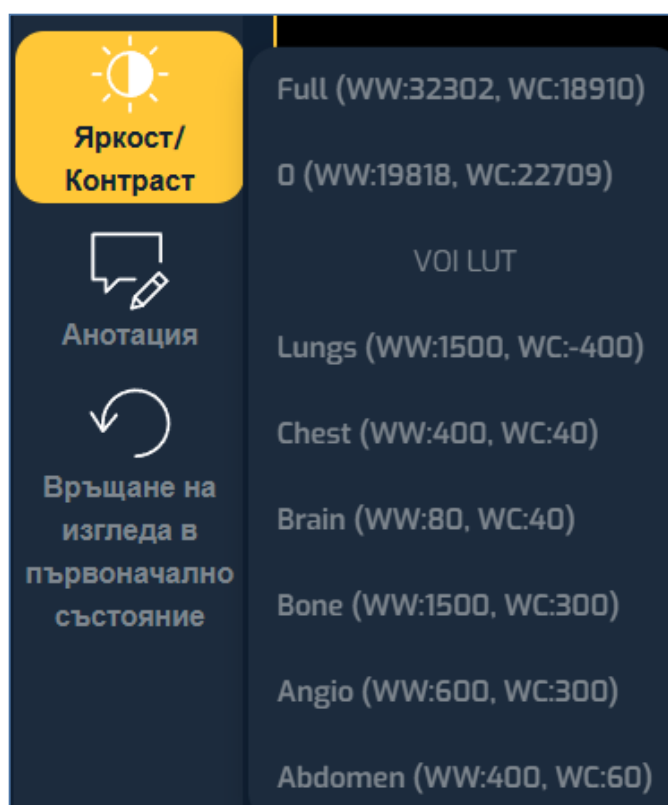 Яркост/
Контраст
Анотация
Връщане на
изгледа в
първоначално
състояние
Full (WW:32302, WC:18910)
0 (WW:19818, WC:22709)
VOI LUT
Lungs (WW:1500, WC:-400)
Chest (WW:400, WC:40)
Brain (WW:80, WC:40)
Bone (WW:1500, WC:300)
Angio (WW:600, WC:300)
Abdomen (WW:400, WC:60)